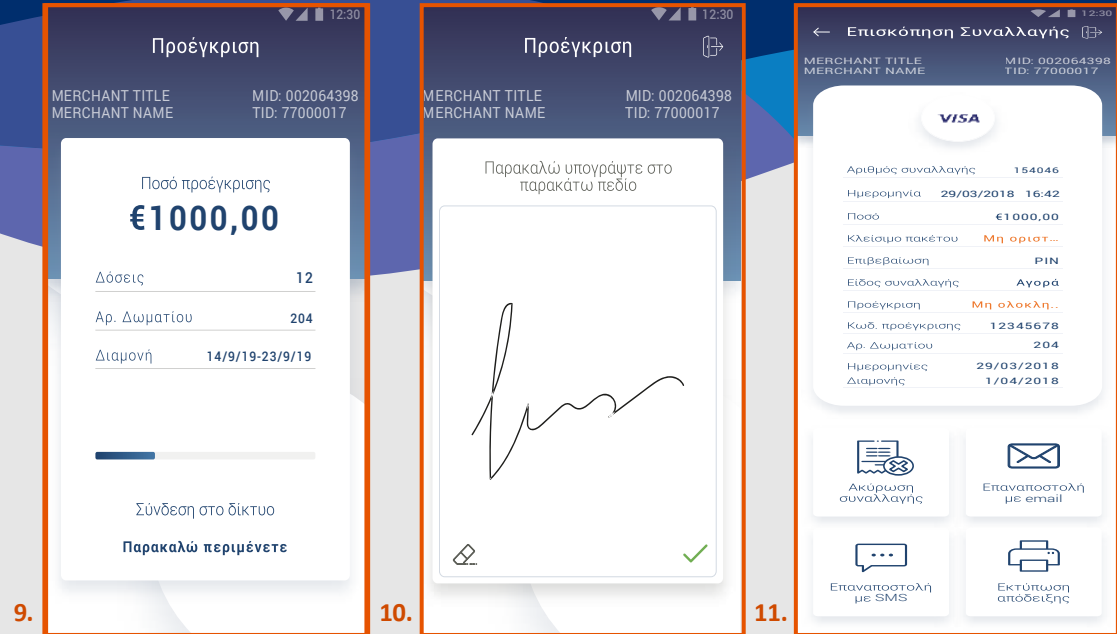 12:30
Προέγκριση
MERCHANT TITLE MID: 002064398
MERCHANT NAME TID: 77000017
Ποσό προέγκρισης
€1000,00
Δόσεις 12
Αρ. Δωματίου 204
Διαμονή 14/9/19-23/9/19
Σύνδεση στο δίκτυο
Παρακαλώ περιμένετε
9.
12:30
Προέγκριση
MERCHANT TITLE MID: 002064398
MERCHANT NAME TID: 77000017
Παρακαλώ υπογράψτε στο
παρακάτω πεδίο
10.
12:30
Επισκόπηση Συναλλαγής
MERCHANT TITLE MID: 002064398
MERCHANT NAME TID: 77000017
VISA
Αριθμός συναλλαγής 154046
Ημερομηνία 29/03/2018 16:42
Ποσό €1000,00
Κλείσιμο πακέτου Μη οριστ...
Επιβεβαίωση PIN
Είδος συναλλαγής Αγορά
Προέγκριση Μη ολοκλη..
Κωδ. προέγκρισης 12345678
Αρ. Δωματίου 204
Ημερομηνίες 29/03/2018
Διαμονής 1/04/2018
Ακύρωση
συναλλαγής
Επαναποστολή
με email
Επαναποστολή
με SMS
Εκτύπωση
απόδειξης
11.